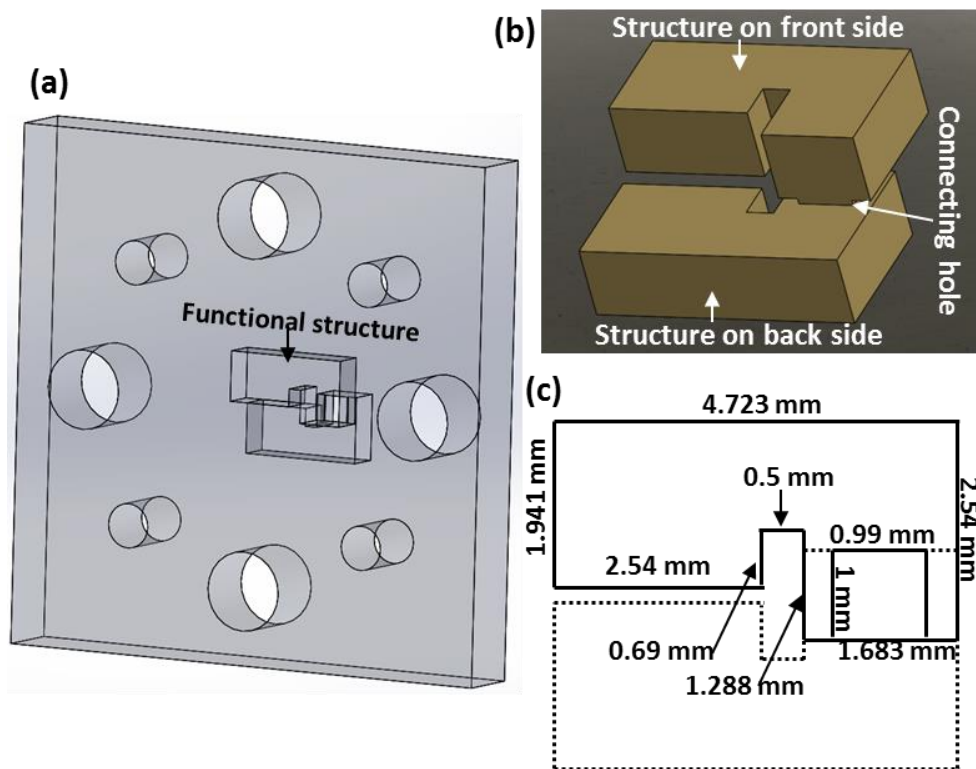 (a)
Functional structure
(b)
Structure on front side
Connecting hole
Structure on back side
(c)
4.723 mm
1.941 mm
0.5 mm
2.54 mm
0.99 mm
2.54 mm
1 mm
0.69 mm
1.683 mm
1.288 mm